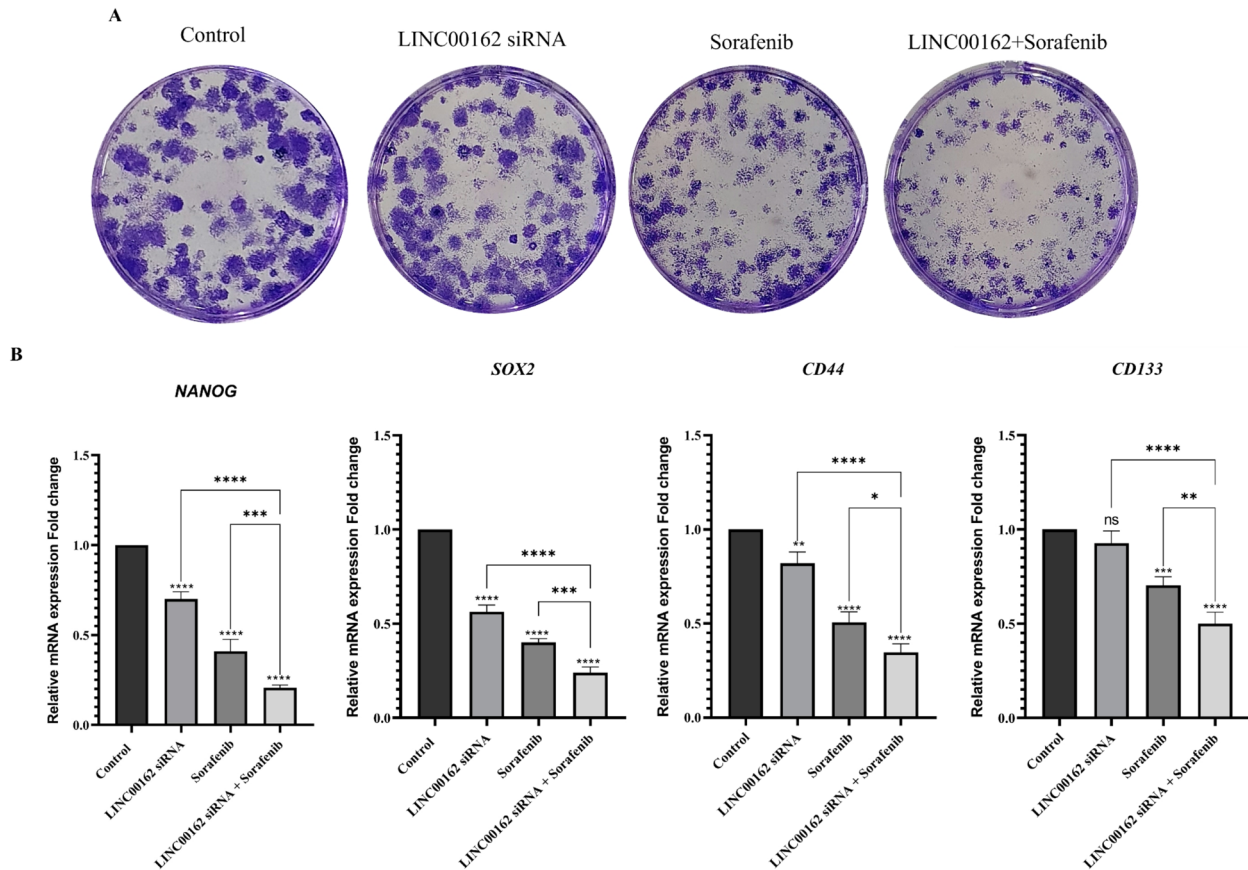 A
Control
LINC00162 siRNA
Sorafenib
LINC00162+Sorafenib
B
NANOG
Relative mRNA expression Fold change
1.5
1.0
0.5
0.0
****
***
****
****
****
Control
LINC00162 siRNA
Sorafenib
LINC00162 siRNA + Sorafenib
SOX2
Relative mRNA expression Fold change
1.5
1.0
0.5
0.0
****
***
****
****
****
Control
LINC00162 siRNA
Sorafenib
LINC00162 siRNA + Sorafenib
CD44
Relative mRNA expression Fold change
1.5
1.0
0.5
0.0
****
*
**
****
****
Control
LINC00162 siRNA
Sorafenib
LINC00162 siRNA + Sorafenib
CD133
Relative mRNA expression Fold change
1.5
1.0
0.5
0.0
****
**
ns
***
****
Control
LINC00162 siRNA
Sorafenib
LINC00162 siRNA + Sorafenib